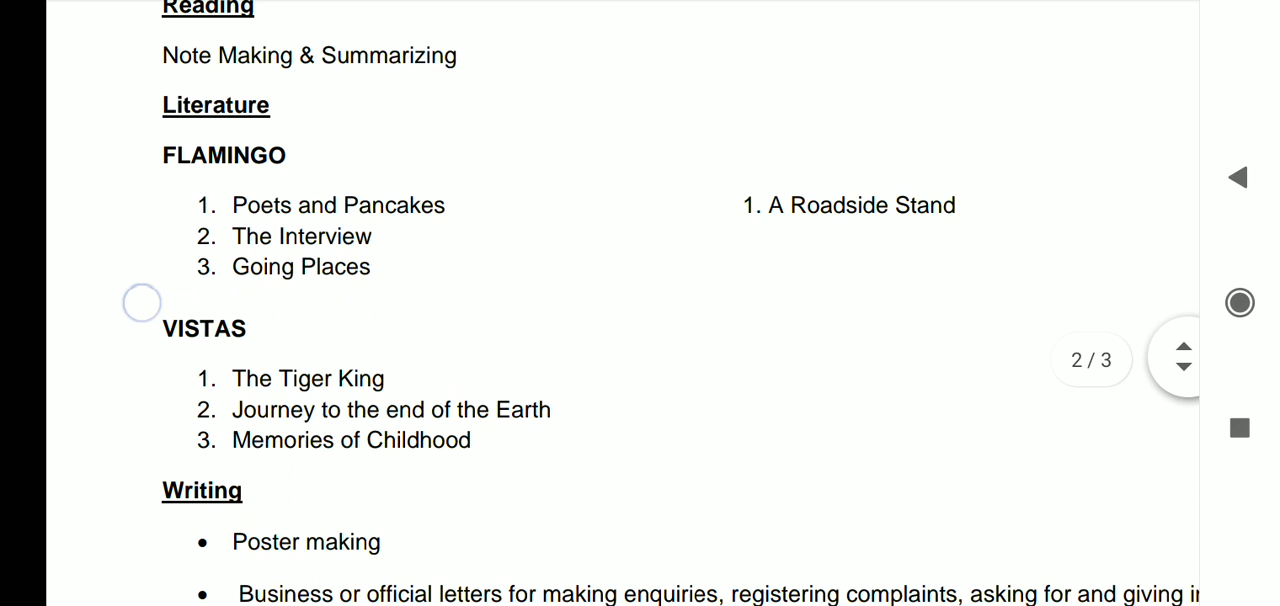 Reading
Note Making & Summarizing
Literature
FLAMINGO
1. Poets and Pancakes
1. A Roadside Stand
2. The Interview
3. Going Places
VISTAS
1. The Tiger King
2. Journey to the end of the Earth
3. Memories of Childhood
2 / 3
Writing
• Poster making
• Business or official letters for making enquiries, registering complaints, asking for and giving